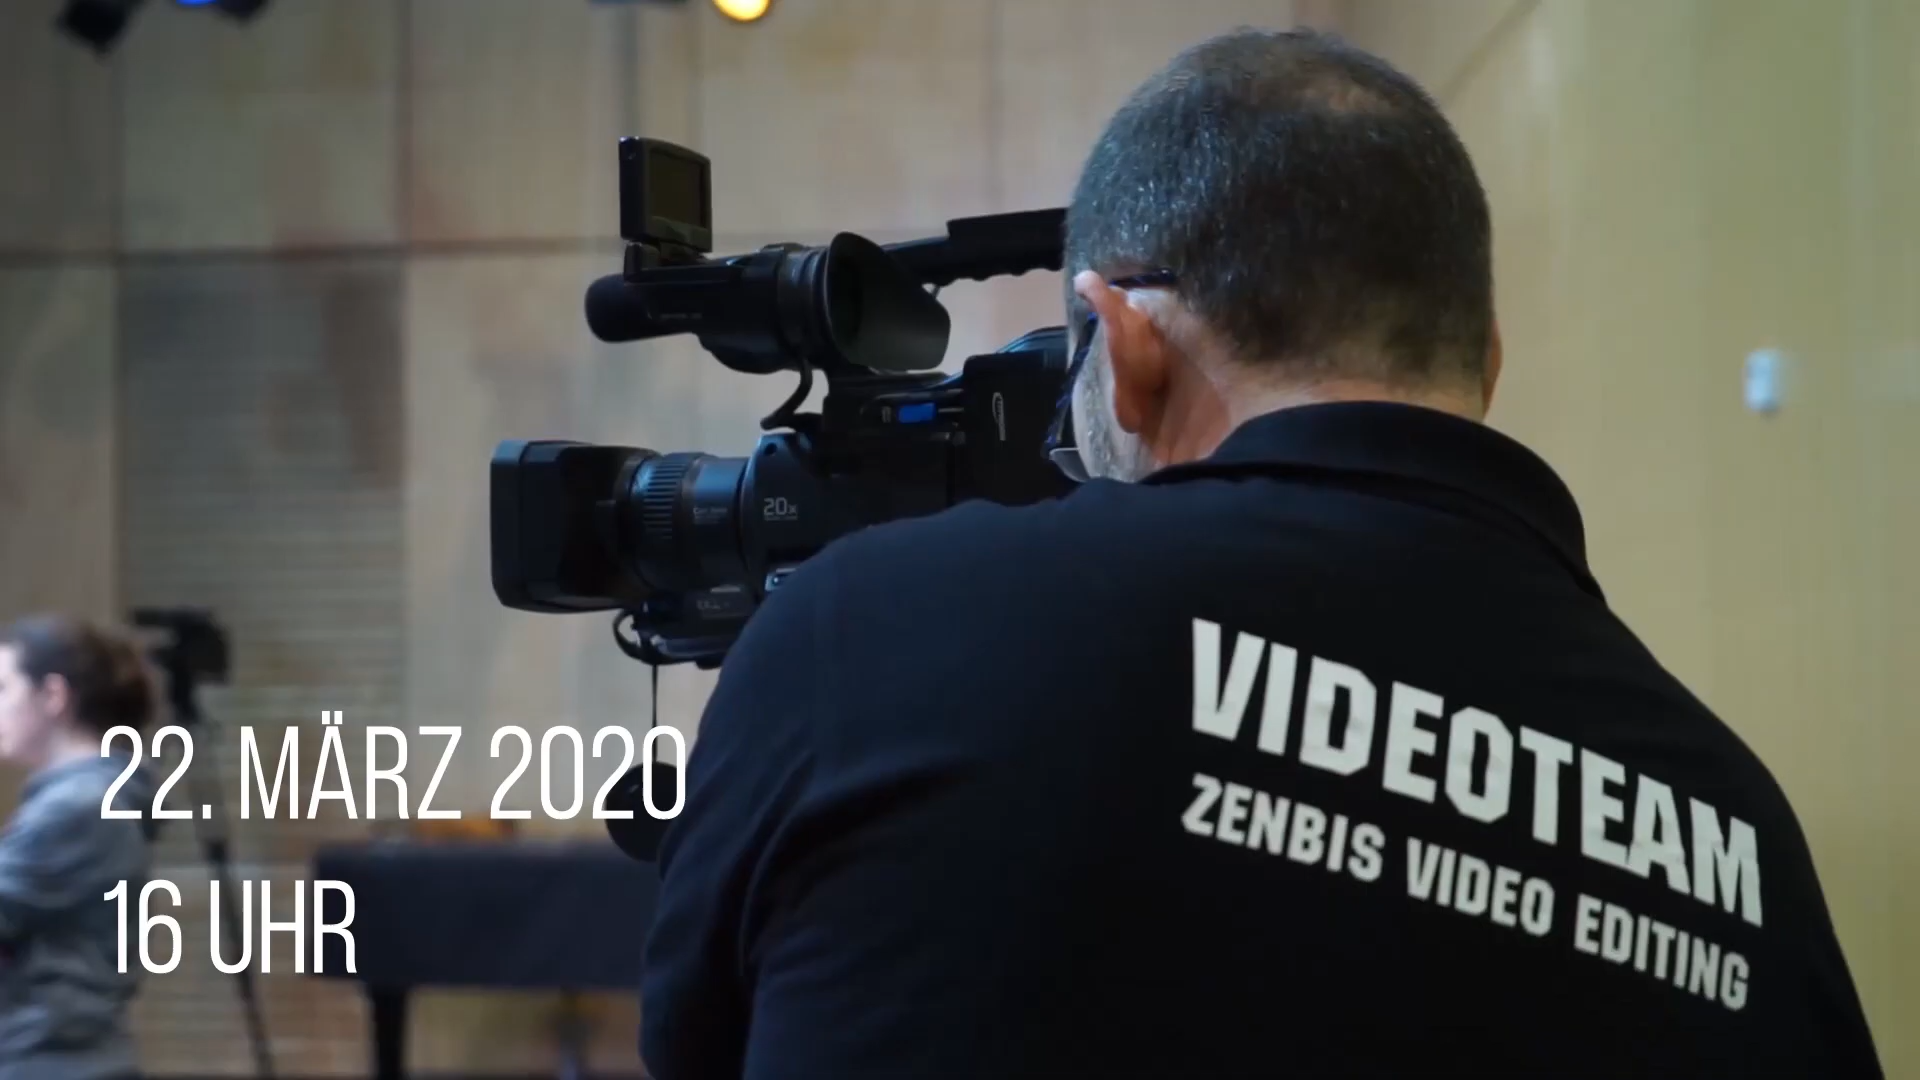 20x
VIDEOTEAM
ZENBIS VIDEO EDITING
22. MÄRZ 2020
16 UHR